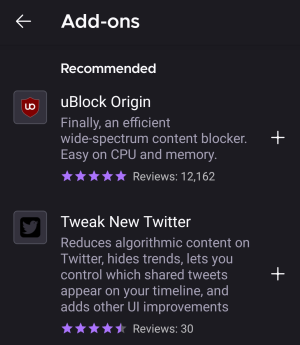 Add-ons
Recommended
uBlock Origin
Finally, an efficient
wide-spectrum content blocker.
Easy on CPU and memory.
Reviews: 12,162
Tweak New Twitter
Reduces algorithmic content on
Twitter, hides trends, lets you
control which shared tweets
appear on your timeline, and
adds other UI improvements
Reviews: 30